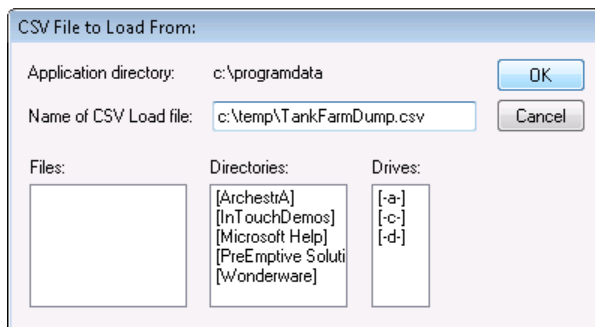 CSV File to Load From:
Application directory: c:\programdata
OK
Name of CSV Load file: c:\temp\TankFarmDump.csv
Cancel
Files: Directories: Drives:
[ArchestrA] [-a-]
[InTouchDemos] [-c-]
[Microsoft Help] [-d-]
[PreEmptive Soluti
[Wonderware]